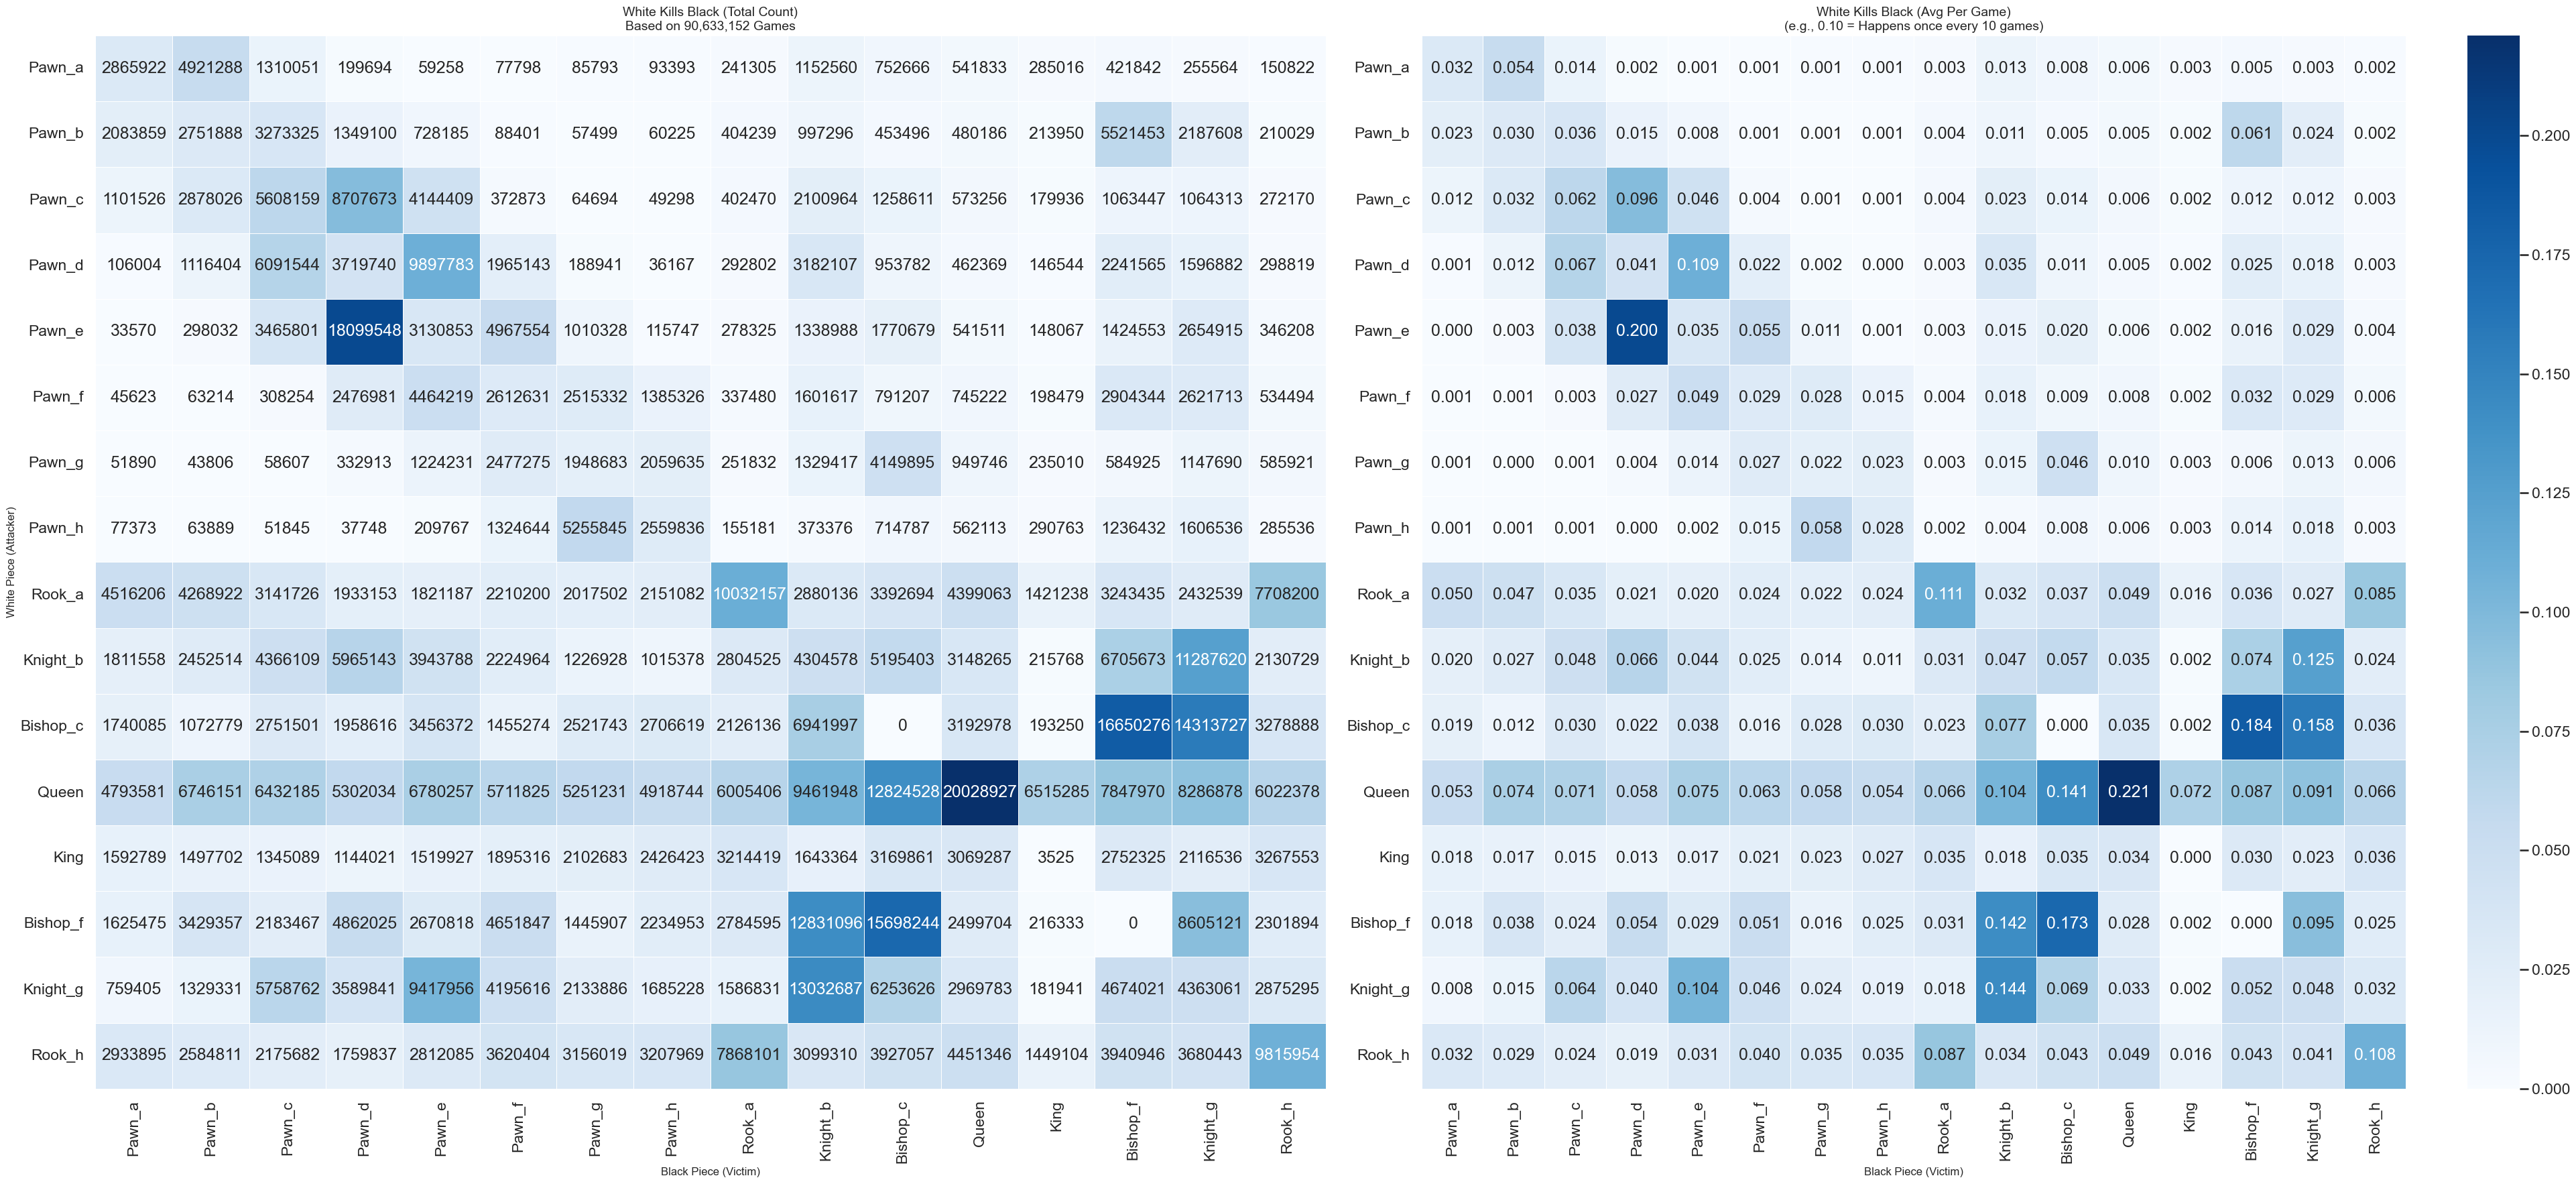 White Kills Black (Total Count)
Based on 90,633,152 Games
White Piece (Attacker)
Pawn_a 2865922 4921288 1310051 199694 59258 77798 85793 93393 241305 1152560 752666 541833 285016 421842 255564 150822
Pawn_b 2083859 2751888 3273325 1349100 728185 88401 57499 60225 404239 997296 453496 480186 213950 5521453 2187608 210029
Pawn_c 1101526 2878026 5608159 8707673 4144409 372873 64694 49298 402470 2100964 1258611 573256 179936 1063447 1064313 272170
Pawn_d 106004 1116404 6091544 3719740 9897783 1965143 188941 36167 292802 3182107 953782 462369 146544 2241565 1596882 298819
Pawn_e 33570 298032 3465801 18099548 3130853 4967554 1010328 115747 278325 1338988 1770679 541511 148067 1424553 2654915 346208
Pawn_f 45623 63214 308254 2476981 4464219 2612631 2515332 1385326 337480 1601617 791207 745222 198479 2904344 2621713 534494
Pawn_g 51890 43806 58607 332913 1224231 2477275 1948683 2059635 251832 1329417 4149895 949746 235010 584925 1147690 585921
Pawn_h 77373 63889 51845 37748 209767 1324644 5255845 2559836 155181 373376 714787 562113 290763 1236432 1606536 285536
Rook_a 4516206 4268922 3141726 1933153 1821187 2210200 2017502 2151082 10032157 2880136 3392694 4399063 1421238 3243435 2432539 7708200
Knight_b 1811558 2452514 4366109 5965143 3943788 2224964 1226928 1015378 2804525 4304578 5195403 3148265 215768 6705673 11287620 2130729
Bishop_c 1740085 1072779 2751501 1958616 3456372 1455274 2521743 2706619 2126136 6941997 0 3192978 193250 16650276 14313727 3278888
Queen 4793581 6746151 6432185 5302034 6780257 5711825 5251231 4918744 6005406 9461948 12824528 20028927 6515285 7847970 8286878 6022378
King 1592789 1497702 1345089 1144021 1519927 1895316 2102683 2426423 3214419 1643364 3169861 3069287 3525 2752325 2116536 3267553
Bishop_f 1625475 3429357 2183467 4862025 2670818 4651847 1445907 2234953 2784595 12831096 15698244 2499704 216333 0 8605121 2301894
Knight_g 759405 1329331 5758762 3589841 9417956 4195616 2133886 1685228 1586831 13032687 6253626 2969783 181941 4674021 4363061 2875295
Rook_h 2933895 2584811 2175682 1759837 2812085 3620404 3156019 3207969 7868101 3099310 3927057 4451346 1449104 3940946 3680443 9815954
Pawn_a Pawn_b Pawn_c Pawn_d Pawn_e Pawn_f Pawn_g Pawn_h Rook_a Knight_b Bishop_c Queen King Bishop_f Knight_g Rook_h
Black Piece (Victim)
White Kills Black (Avg Per Game)
(e.g., 0.10 = Happens once every 10 games)
Pawn_a 0.032 0.054 0.014 0.002 0.001 0.001 0.001 0.001 0.003 0.013 0.008 0.006 0.003 0.005 0.003 0.002
Pawn_b 0.023 0.030 0.036 0.015 0.008 0.001 0.001 0.001 0.004 0.011 0.005 0.005 0.002 0.061 0.024 0.002
Pawn_c 0.012 0.032 0.062 0.096 0.046 0.004 0.001 0.001 0.004 0.023 0.014 0.006 0.002 0.012 0.012 0.003
Pawn_d 0.001 0.012 0.067 0.041 0.109 0.022 0.002 0.000 0.003 0.035 0.011 0.005 0.002 0.025 0.018 0.003
Pawn_e 0.000 0.003 0.038 0.200 0.035 0.055 0.011 0.001 0.003 0.015 0.020 0.006 0.002 0.016 0.029 0.004
Pawn_f 0.001 0.001 0.003 0.027 0.049 0.029 0.028 0.015 0.004 0.018 0.009 0.008 0.002 0.032 0.029 0.006
Pawn_g 0.001 0.000 0.001 0.004 0.014 0.027 0.022 0.023 0.003 0.015 0.046 0.010 0.003 0.006 0.013 0.006
Pawn_h 0.001 0.001 0.001 0.000 0.002 0.015 0.058 0.028 0.002 0.004 0.008 0.006 0.003 0.014 0.018 0.003
Rook_a 0.050 0.047 0.035 0.021 0.020 0.024 0.022 0.024 0.111 0.032 0.037 0.049 0.016 0.036 0.027 0.085
Knight_b 0.020 0.027 0.048 0.066 0.044 0.025 0.014 0.011 0.031 0.047 0.057 0.035 0.002 0.074 0.125 0.024
Bishop_c 0.019 0.012 0.030 0.022 0.038 0.016 0.028 0.030 0.023 0.077 0.000 0.035 0.002 0.184 0.158 0.036
Queen 0.053 0.074 0.071 0.058 0.075 0.063 0.058 0.054 0.066 0.104 0.141 0.221 0.072 0.087 0.091 0.066
King 0.018 0.017 0.015 0.013 0.017 0.021 0.023 0.027 0.035 0.018 0.035 0.034 0.000 0.030 0.023 0.036
Bishop_f 0.018 0.038 0.024 0.054 0.029 0.051 0.016 0.025 0.031 0.142 0.173 0.028 0.002 0.000 0.095 0.025
Knight_g 0.008 0.015 0.064 0.040 0.104 0.046 0.024 0.019 0.018 0.144 0.069 0.033 0.002 0.052 0.048 0.032
Rook_h 0.032 0.029 0.024 0.019 0.031 0.040 0.035 0.035 0.087 0.034 0.043 0.049 0.016 0.043 0.041 0.108
Pawn_a Pawn_b Pawn_c Pawn_d Pawn_e Pawn_f Pawn_g Pawn_h Rook_a Knight_b Bishop_c Queen King Bishop_f Knight_g Rook_h
Black Piece (Victim)
0.200
0.175
0.150
0.125
0.100
0.075
0.050
0.025
0.000